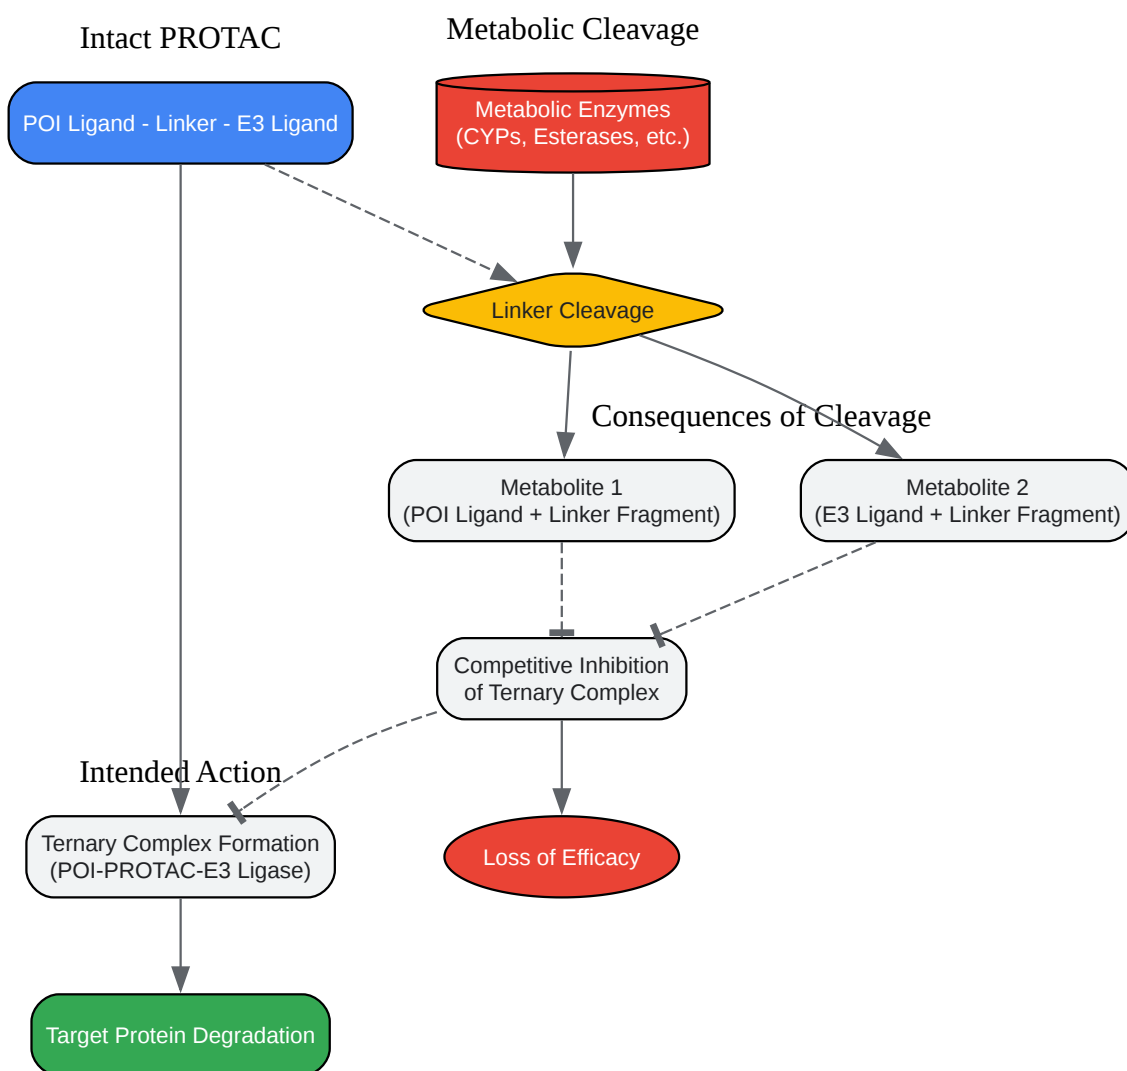 Intact PROTAC
Metabolic Cleavage
POI Ligand - Linker - E3 Ligand
Metabolic Enzymes
(CYPs, Esterases, etc.)
Linker Cleavage
Consequences of Cleavage
Metabolite 1
(POI Ligand + Linker Fragment)
Metabolite 2
(E3 Ligand + Linker Fragment)
Competitive Inhibition
of Ternary Complex
Intended Action
Ternary Complex Formation
(POI-PROTAC-E3 Ligase)
Loss of Efficacy
Target Protein Degradation